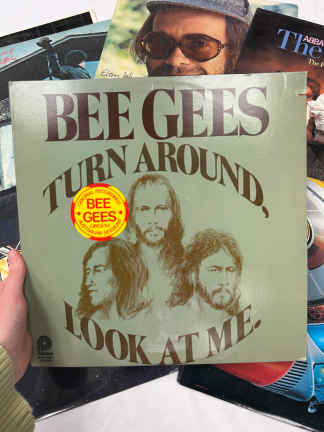 ABBA
The
BEE GEES
TURN AROUND,
BEE
GEES
LOOK AT ME.